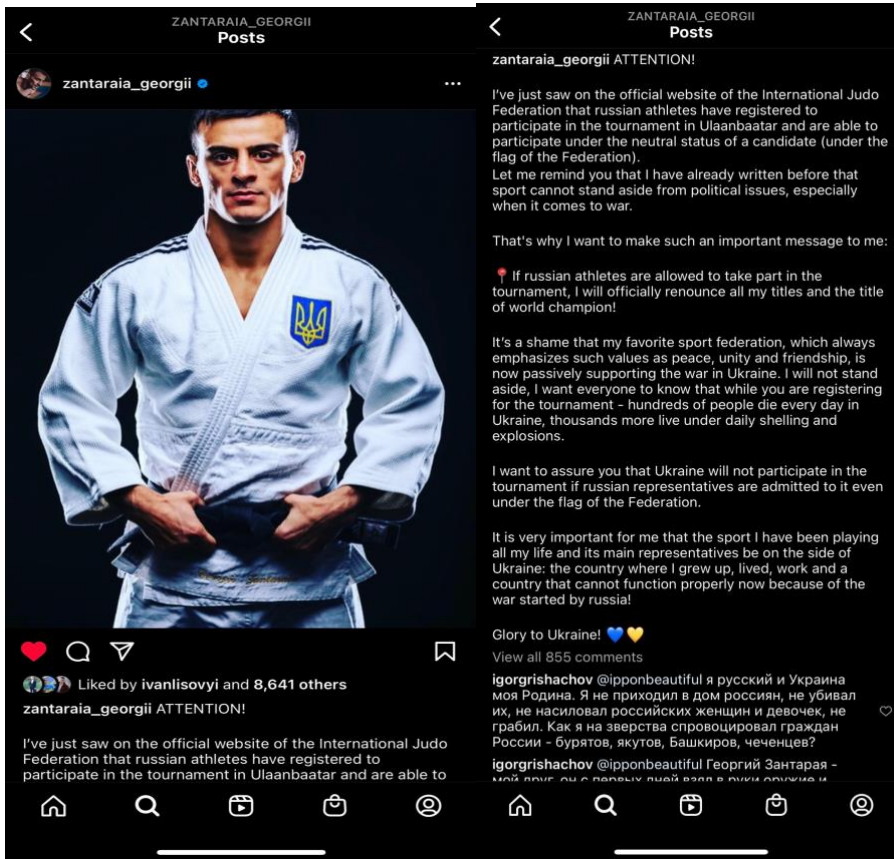 ZANTARAIA_GEORGII
Posts
zantaraia_georgii
Liked by ivanlisovyi and 8,641 others
zantaraia_georgii ATTENTION!
I've just saw on the official website of the International Judo
Federation that russian athletes have registered to
participate in the tournament in Ulaanbaatar and are able to
ZANTARAIA_GEORGII
Posts
zantaraia_georgii ATTENTION!
I've just saw on the official website of the International Judo
Federation that russian athletes have registered to
participate in the tournament in Ulaanbaatar and are able to
participate under the neutral status of a candidate (under the
flag of the Federation).
Let me remind you that I have already written before that
sport cannot stand aside from political issues, especially
when it comes to war.
That's why I want to make such an important message to me:
📍 If russian athletes are allowed to take part in the
tournament, I will officially renounce all my titles and the title
of world champion!
It's a shame that my favorite sport federation, which always
emphasizes such values as peace, unity and friendship, is
now passively supporting the war in Ukraine. I will not stand
aside, I want everyone to know that while you are registering
for the tournament - hundreds of people die every day in
Ukraine, thousands more live under daily shelling and
explosions.
I want to assure you that Ukraine will not participate in the
tournament if russian representatives are admitted to it even
under the flag of the Federation.
It is very important for me that the sport I have been playing
all my life and its main representatives be on the side of
Ukraine: the country where I grew up, lived, work and a
country that cannot function properly now because of the
war started by russia!
Glory to Ukraine! 💙💛
View all 855 comments
igorgrishachov @ipponbeautiful я русский и Украина
моя Родина. Я не приходил в дом россиян, не убивал
их, не насиловал российских женщин и девочек, не
грабил. Как я на зверства спровоцировал граждан
России - бурятов, якутов, Башкиров, чеченцев?
igorgrishachov @ipponbeautiful Георгий Зантарая -
мой друг, он с первых дней взял в руки оружие и